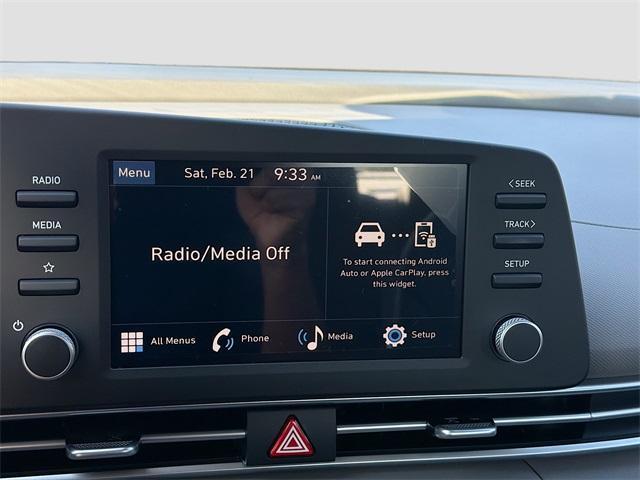 Menu Sat, Feb. 21 9:33 AM
RADIO
MEDIA
<SEEK
TRACK>
SETUP
Radio/Media Off
To start connecting Android
Auto or Apple CarPlay, press
this widget.
All Menus Phone Media Setup